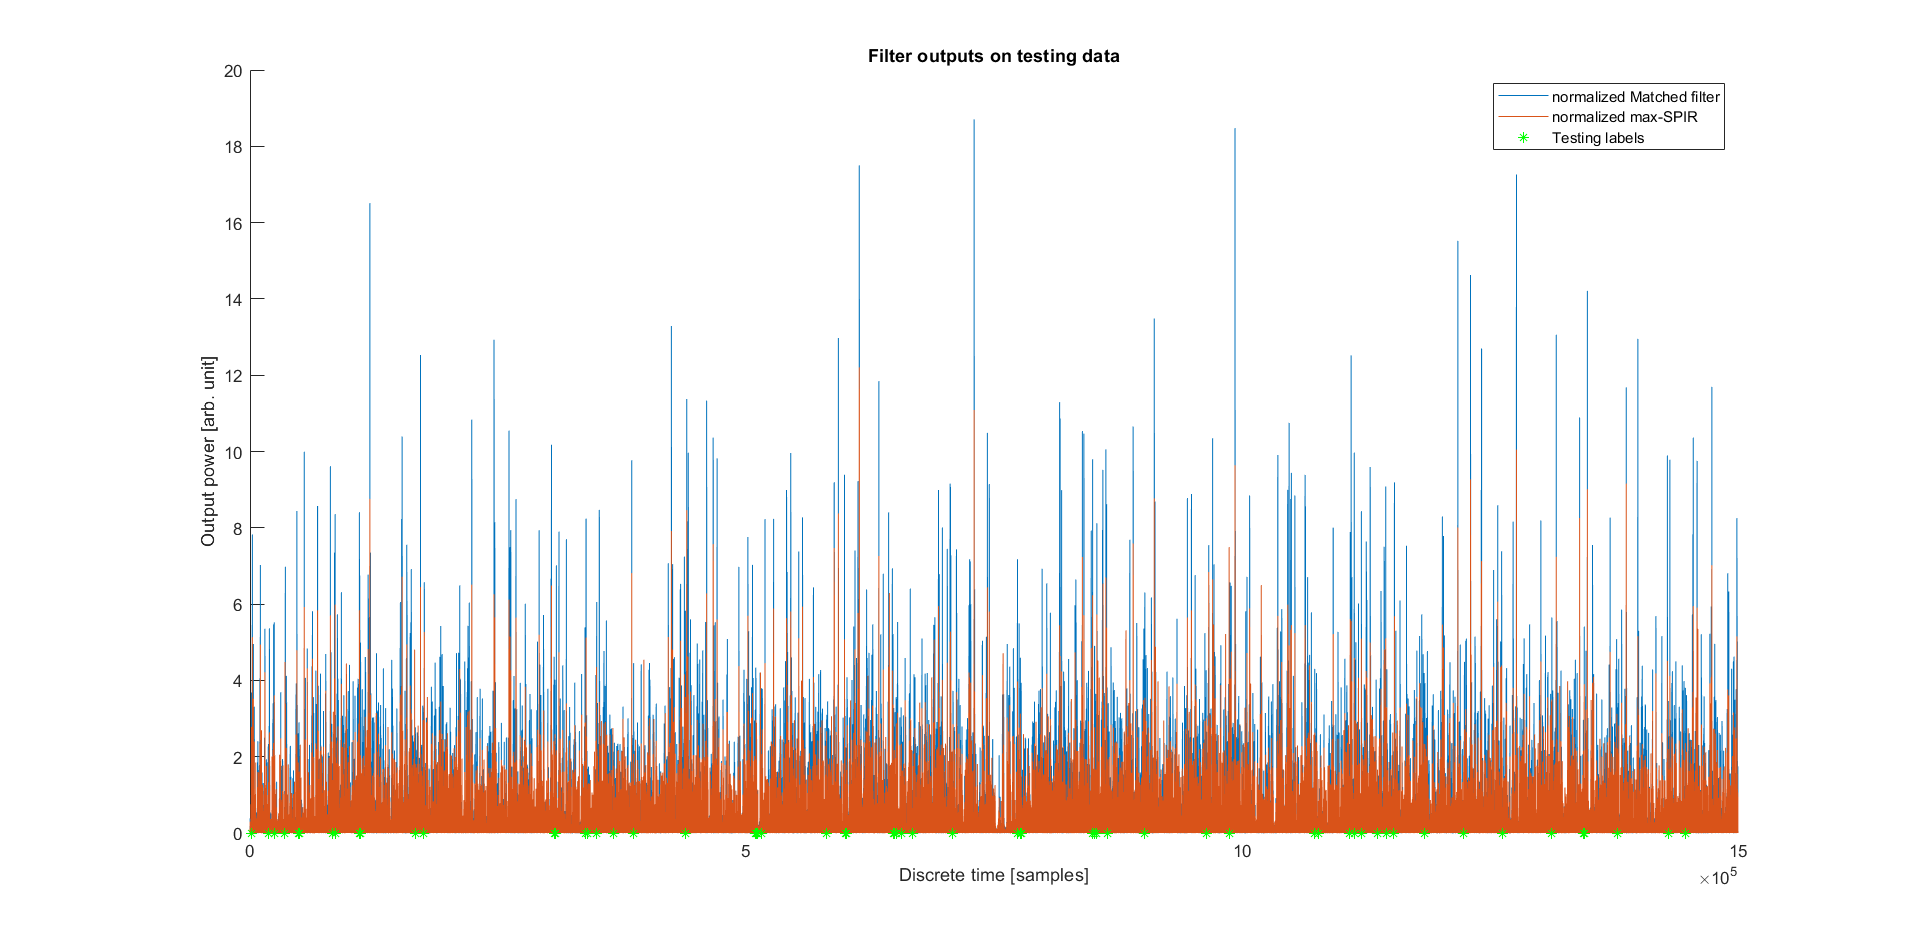 Filter outputs on testing data
normalized Matched filter
normalized max-SPIR
Testing labels
Output power [arb. unit]
20
18
16
14
12
10
8
6
4
2
0
0 5 10 15
Discrete time [samples]
×10^5